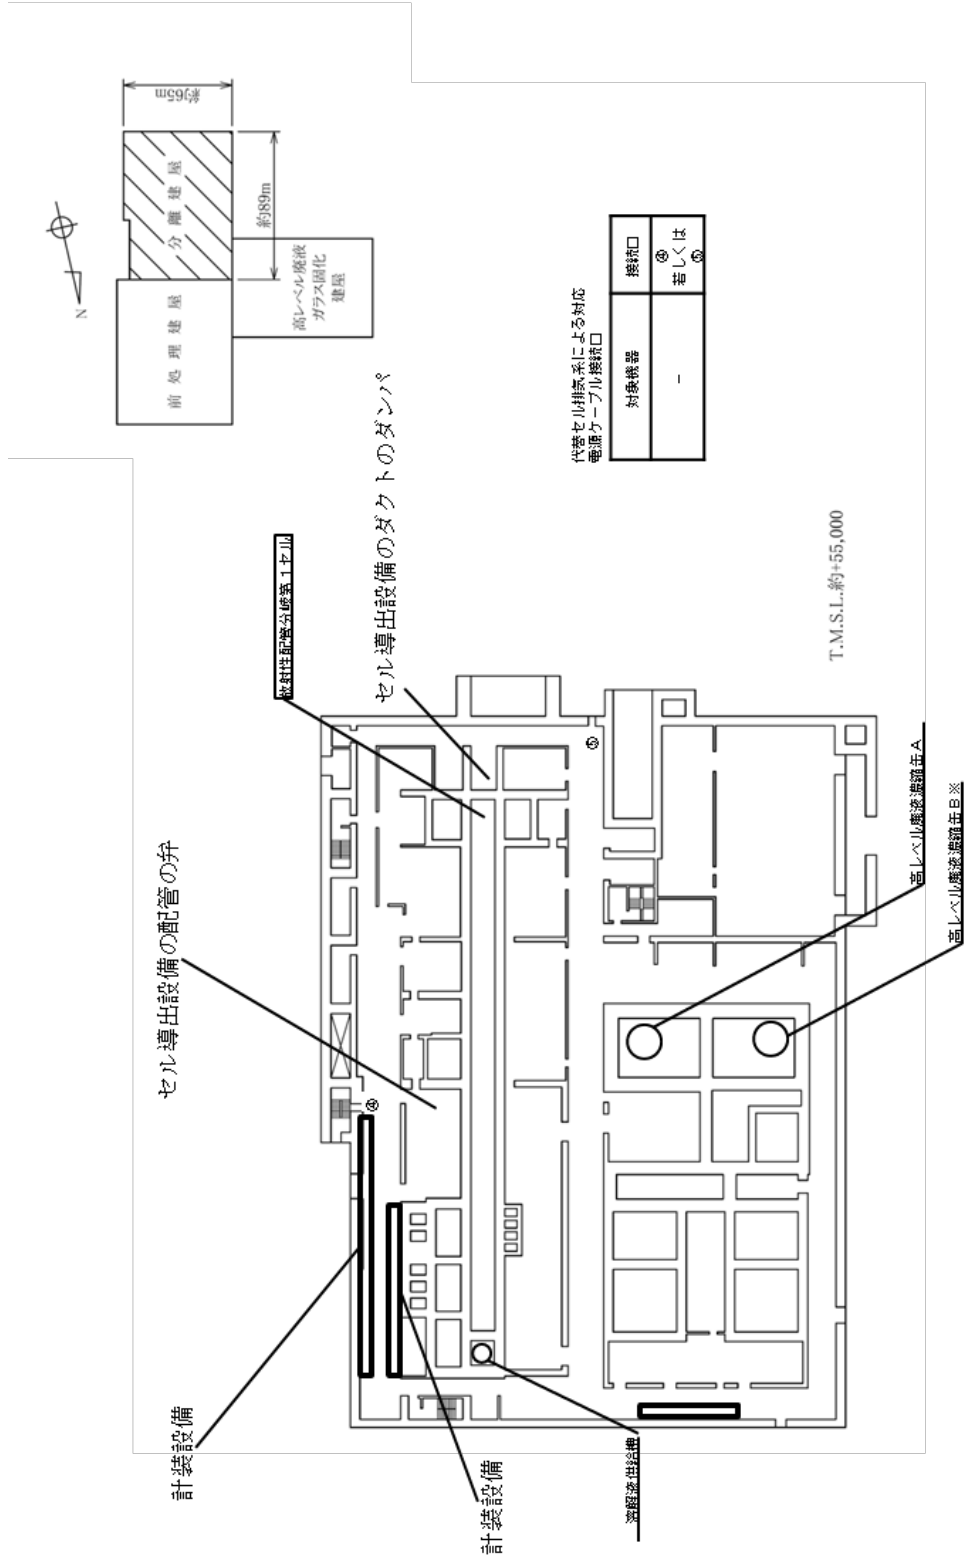 約65m
約89m
N
前処理建屋
分離建屋
高レベル廃液
ガラス固化
建屋
代替セル排気系による対応
電源ケーブル接続口
対象機器
接続口
－
④
若しくは
⑤
T.M.S.L.約+55,000
放射性配管分岐第1セル
セル導出設備のダクトのダンパ
セル導出設備の配管の弁
④
⑤
高レベル廃液濃縮缶A
高レベル廃液濃縮缶B※
計装設備
計装設備
溶解液供給槽